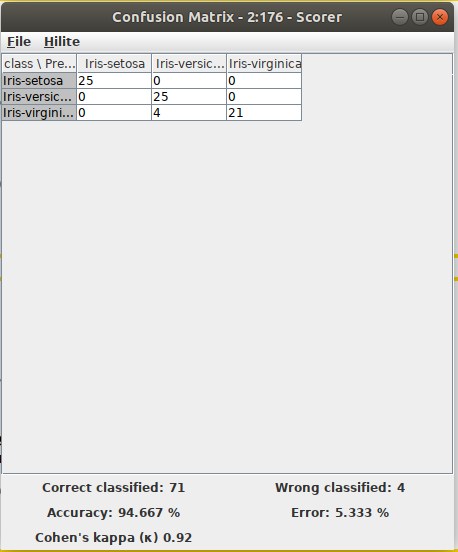 Confusion Matrix - 2:176 - Scorer
File Hilite
class \ Pre... Iris-setosa Iris-versic... Iris-virginica
Iris-setosa 25 0 0
Iris-versic... 0 25 0
Iris-virgini... 0 4 21
Correct classified: 71 Wrong classified: 4
Accuracy: 94.667 % Error: 5.333 %
Cohen's kappa (κ) 0.92